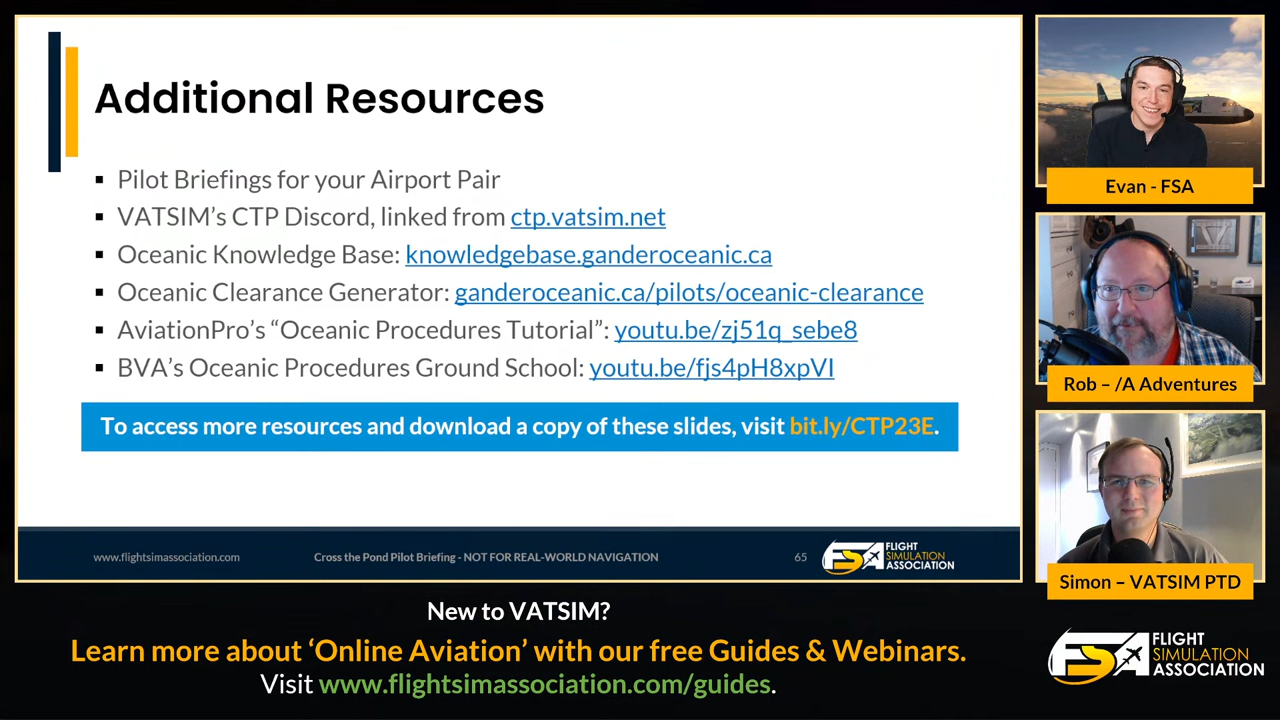 Additional Resources
▪ Pilot Briefings for your Airport Pair
▪ VATSIM’s CTP Discord, linked from ctp.vatsim.net
▪ Oceanic Knowledge Base: knowledgebase.ganderoceanic.ca
▪ Oceanic Clearance Generator: ganderoceanic.ca/pilots/oceanic-clearance
▪ AviationPro’s “Oceanic Procedures Tutorial”: youtu.be/zj51q_sebe8
▪ BVA’s Oceanic Procedures Ground School: youtu.be/fjs4pH8xpVI
To access more resources and download a copy of these slides, visit bit.ly/CTP23E.
www.flightsimassociation.com Cross the Pond Pilot Briefing - NOT FOR REAL-WORLD NAVIGATION 65
FSA FLIGHT
SIMULATION
ASSOCIATION
Evan - FSA
Rob – /A Adventures
Simon – VATSIM PTD
New to VATSIM?
Learn more about ‘Online Aviation’ with our free Guides & Webinars.
Visit www.flightsimassociation.com/guides.
FSA FLIGHT
SIMULATION
ASSOCIATION